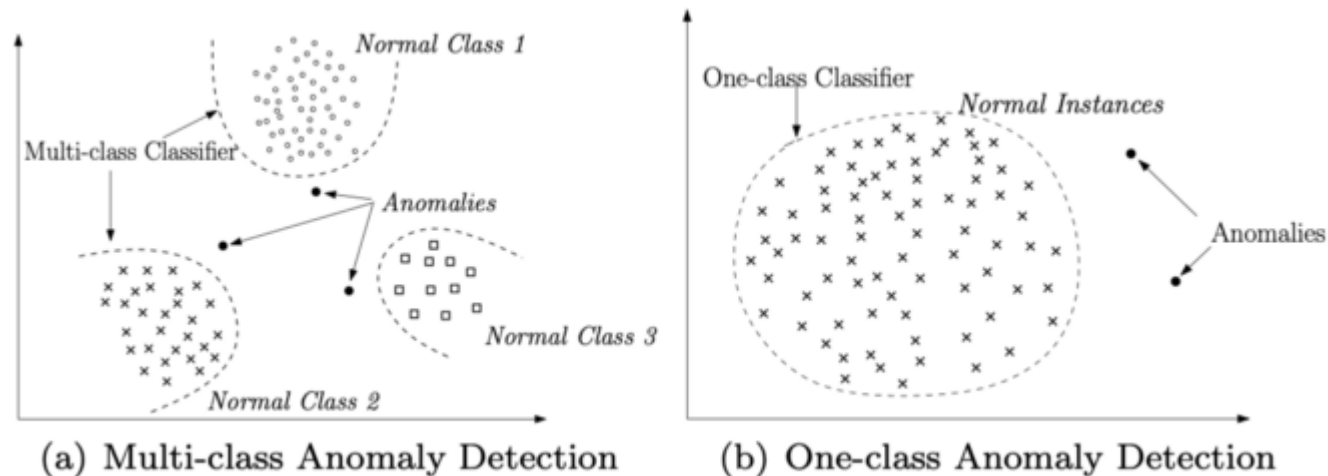 Normal Class 1
Multi-class Classifier
Anomalies
Normal Class 3
Normal Class 2
(a) Multi-class Anomaly Detection
One-class Classifier
Normal Instances
Anomalies
(b) One-class Anomaly Detection